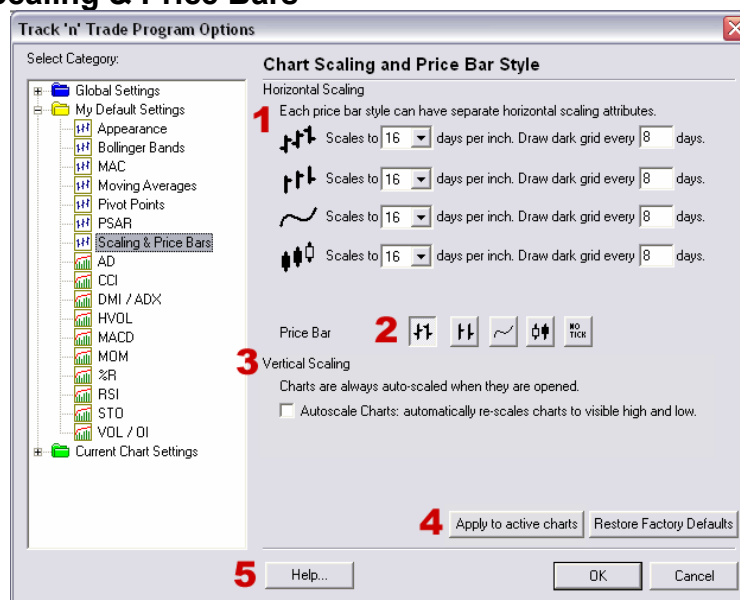 Scaling & Price Bars
Track 'n' Trade Program Options
Select Category:
Global Settings
My Default Settings
Appearance
Bollinger Bands
MAC
Moving Averages
Pivot Points
PSAR
Scaling & Price Bars
AD
CCI
DMI / ADX
HVOL
MACD
MOM
%R
RSI
STO
VOL / OI
Current Chart Settings
Chart Scaling and Price Bar Style
Horizontal Scaling
1 Each price bar style can have separate horizontal scaling attributes.
Scales to 16 days per inch. Draw dark grid every 8 days.
Scales to 16 days per inch. Draw dark grid every 8 days.
Scales to 16 days per inch. Draw dark grid every 8 days.
Scales to 16 days per inch. Draw dark grid every 8 days.
Price Bar 2 NO TICK
3 Vertical Scaling
Charts are always auto-scaled when they are opened.
Autoscale Charts: automatically re-scales charts to visible high and low.
4 Apply to active charts Restore Factory Defaults
5 Help... OK Cancel